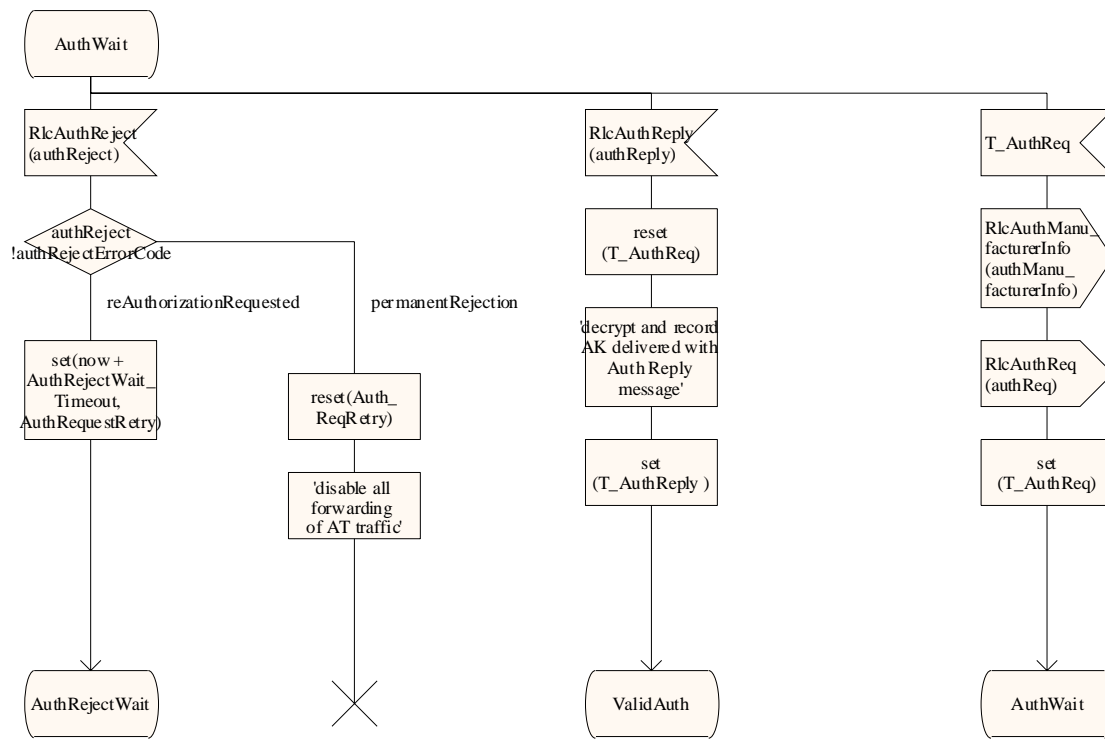 AuthWait
RlcAuthReject
(authReject)
RlcAuthReply
(authReply)
T_AuthReq
authReject
!authRejectErrorCode
reAuthorizationRequested
permanentRejection
reset
(T_AuthReq)
RlcAuthManu_
facturerInfo
(authManu_
facturerInfo)
set(now +
AuthRejectWait_
Timeout,
AuthRequestRetry)
reset(Auth_
ReqRetry)
'decrypt and record
AK delivered with
Auth Reply
message'
RlcAuthReq
(authReq)
'disable all
forwarding
of AT traffic'
set
(T_AuthReply )
set
(T_AuthReq)
AuthRejectWait
ValidAuth
AuthWait